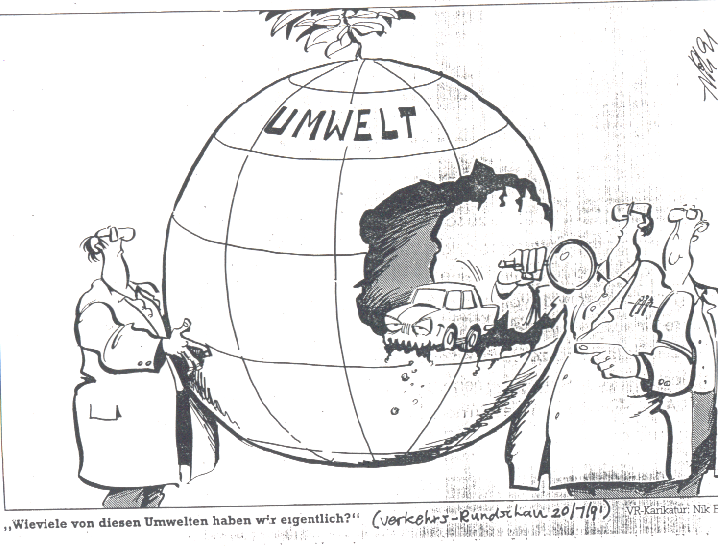 UMWELT
„Wieviele von diesen Umwelten haben wir eigentlich?“ (Verkehrs-Rundschau 20/7/91) VR-Karikatur: Nik